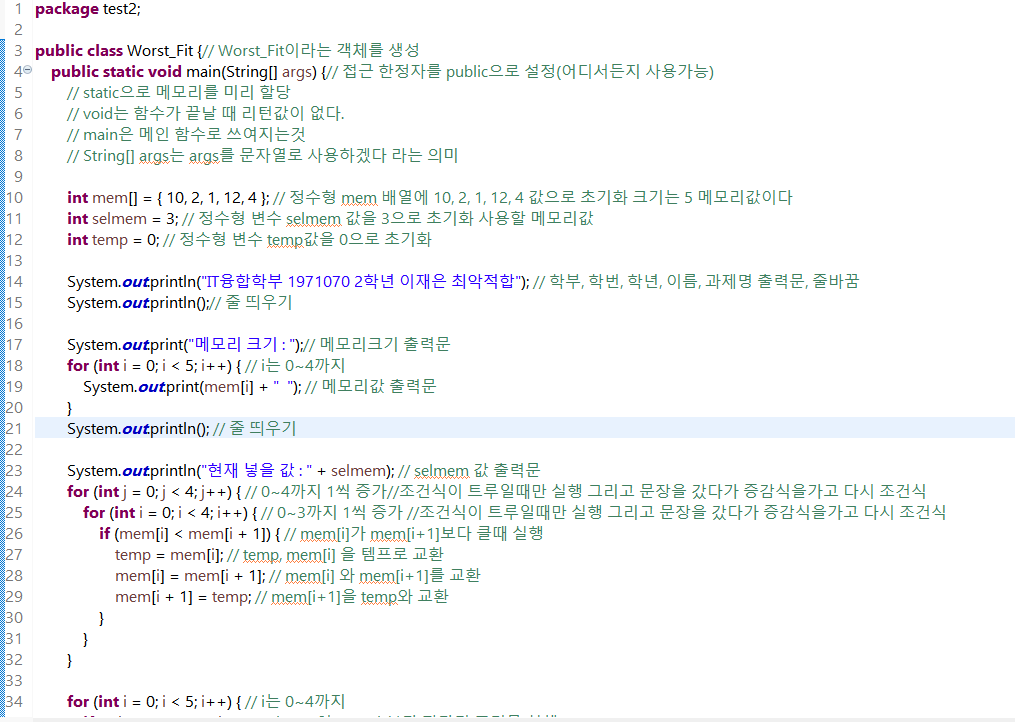 1 package test2;
2
3 public class Worst_Fit {// Worst_Fit이라는 객체를 생성
4 public static void main(String[] args) {// 접근 한정자를 public으로 설정(어디서든지 사용가능)
5 // static으로 메모리를 미리 할당
6 // void는 함수가 끝날 때 리턴값이 없다.
7 // main은 메인 함수로 쓰여지는것
8 // String[] args는 args를 문자열로 사용하겠다 라는 의미
9
10 int mem[] = { 10, 2, 1, 12, 4 }; // 정수형 mem 배열에 10, 2, 1, 12, 4 값으로 초기화 크기는 5 메모리값이다
11 int selmem = 3; // 정수형 변수 selmem 값을 3으로 초기화 사용할 메모리값
12 int temp = 0; // 정수형 변수 temp값을 0으로 초기화
13
14 System.out.println("IT융합학부 1971070 2학년 이재은 최악적합"); // 학부, 학번, 학년, 이름, 과제명 출력문, 줄바꿈
15 System.out.println();// 줄 띄우기
16
17 System.out.print("메모리 크기 : ");// 메모리크기 출력문
18 for (int i = 0; i < 5; i++) { // i는 0~4까지
19 System.out.print(mem[i] + "  "); // 메모리값 출력문
20 }
21 System.out.println(); // 줄 띄우기
22
23 System.out.println("현재 넣을 값 : " + selmem); // selmem 값 출력문
24 for (int j = 0; j < 4; j++) { // 0~4까지 1씩 증가//조건식이 트루일때만 실행 그리고 문장을 갔다가 증감식을가고 다시 조건식
25 for (int i = 0; i < 4; i++) { // 0~3까지 1씩 증가 //조건식이 트루일때만 실행 그리고 문장을 갔다가 증감식을가고 다시 조건식
26 if (mem[i] < mem[i + 1]) { // mem[i]가 mem[i+1]보다 클때 실행
27 temp = mem[i]; // temp, mem[i] 을 템프로 교환
28 mem[i] = mem[i + 1]; // mem[i] 와 mem[i+1]를 교환
29 mem[i + 1] = temp; // mem[i+1]을 temp와 교환
30 }
31 }
32 }
33
34 for (int i = 0; i < 5; i++) { // i는 0~4까지